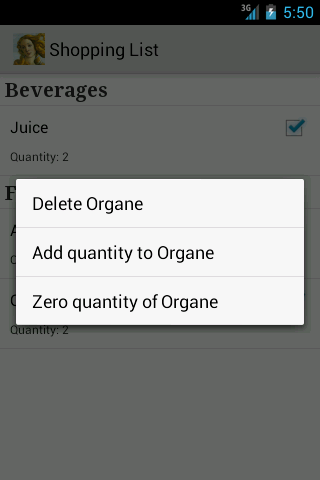 3G 5:50
Shopping List
Beverages
Juice
Quantity: 2
F
Delete Organe
Add quantity to Organe
Zero quantity of Organe
Quantity: 2